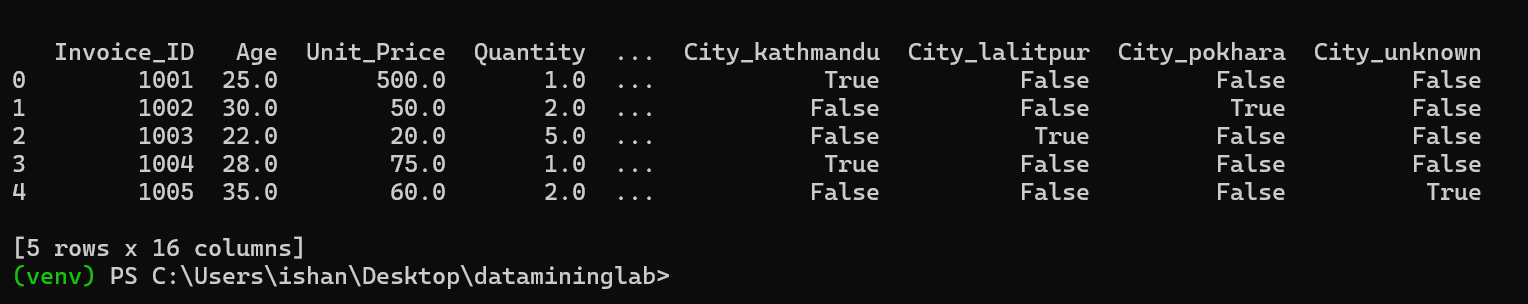 Invoice_ID Age Unit_Price Quantity ... City_kathmandu City_lalitpur City_pokhara City_unknown
0 1001 25.0 500.0 1.0 ... True False False False
1 1002 30.0 50.0 2.0 ... False False True False
2 1003 22.0 20.0 5.0 ... False True False False
3 1004 28.0 75.0 1.0 ... True False False False
4 1005 35.0 60.0 2.0 ... False False False True
[5 rows x 16 columns]
(venv) PS C:\Users\ishan\Desktop\datamininglab>